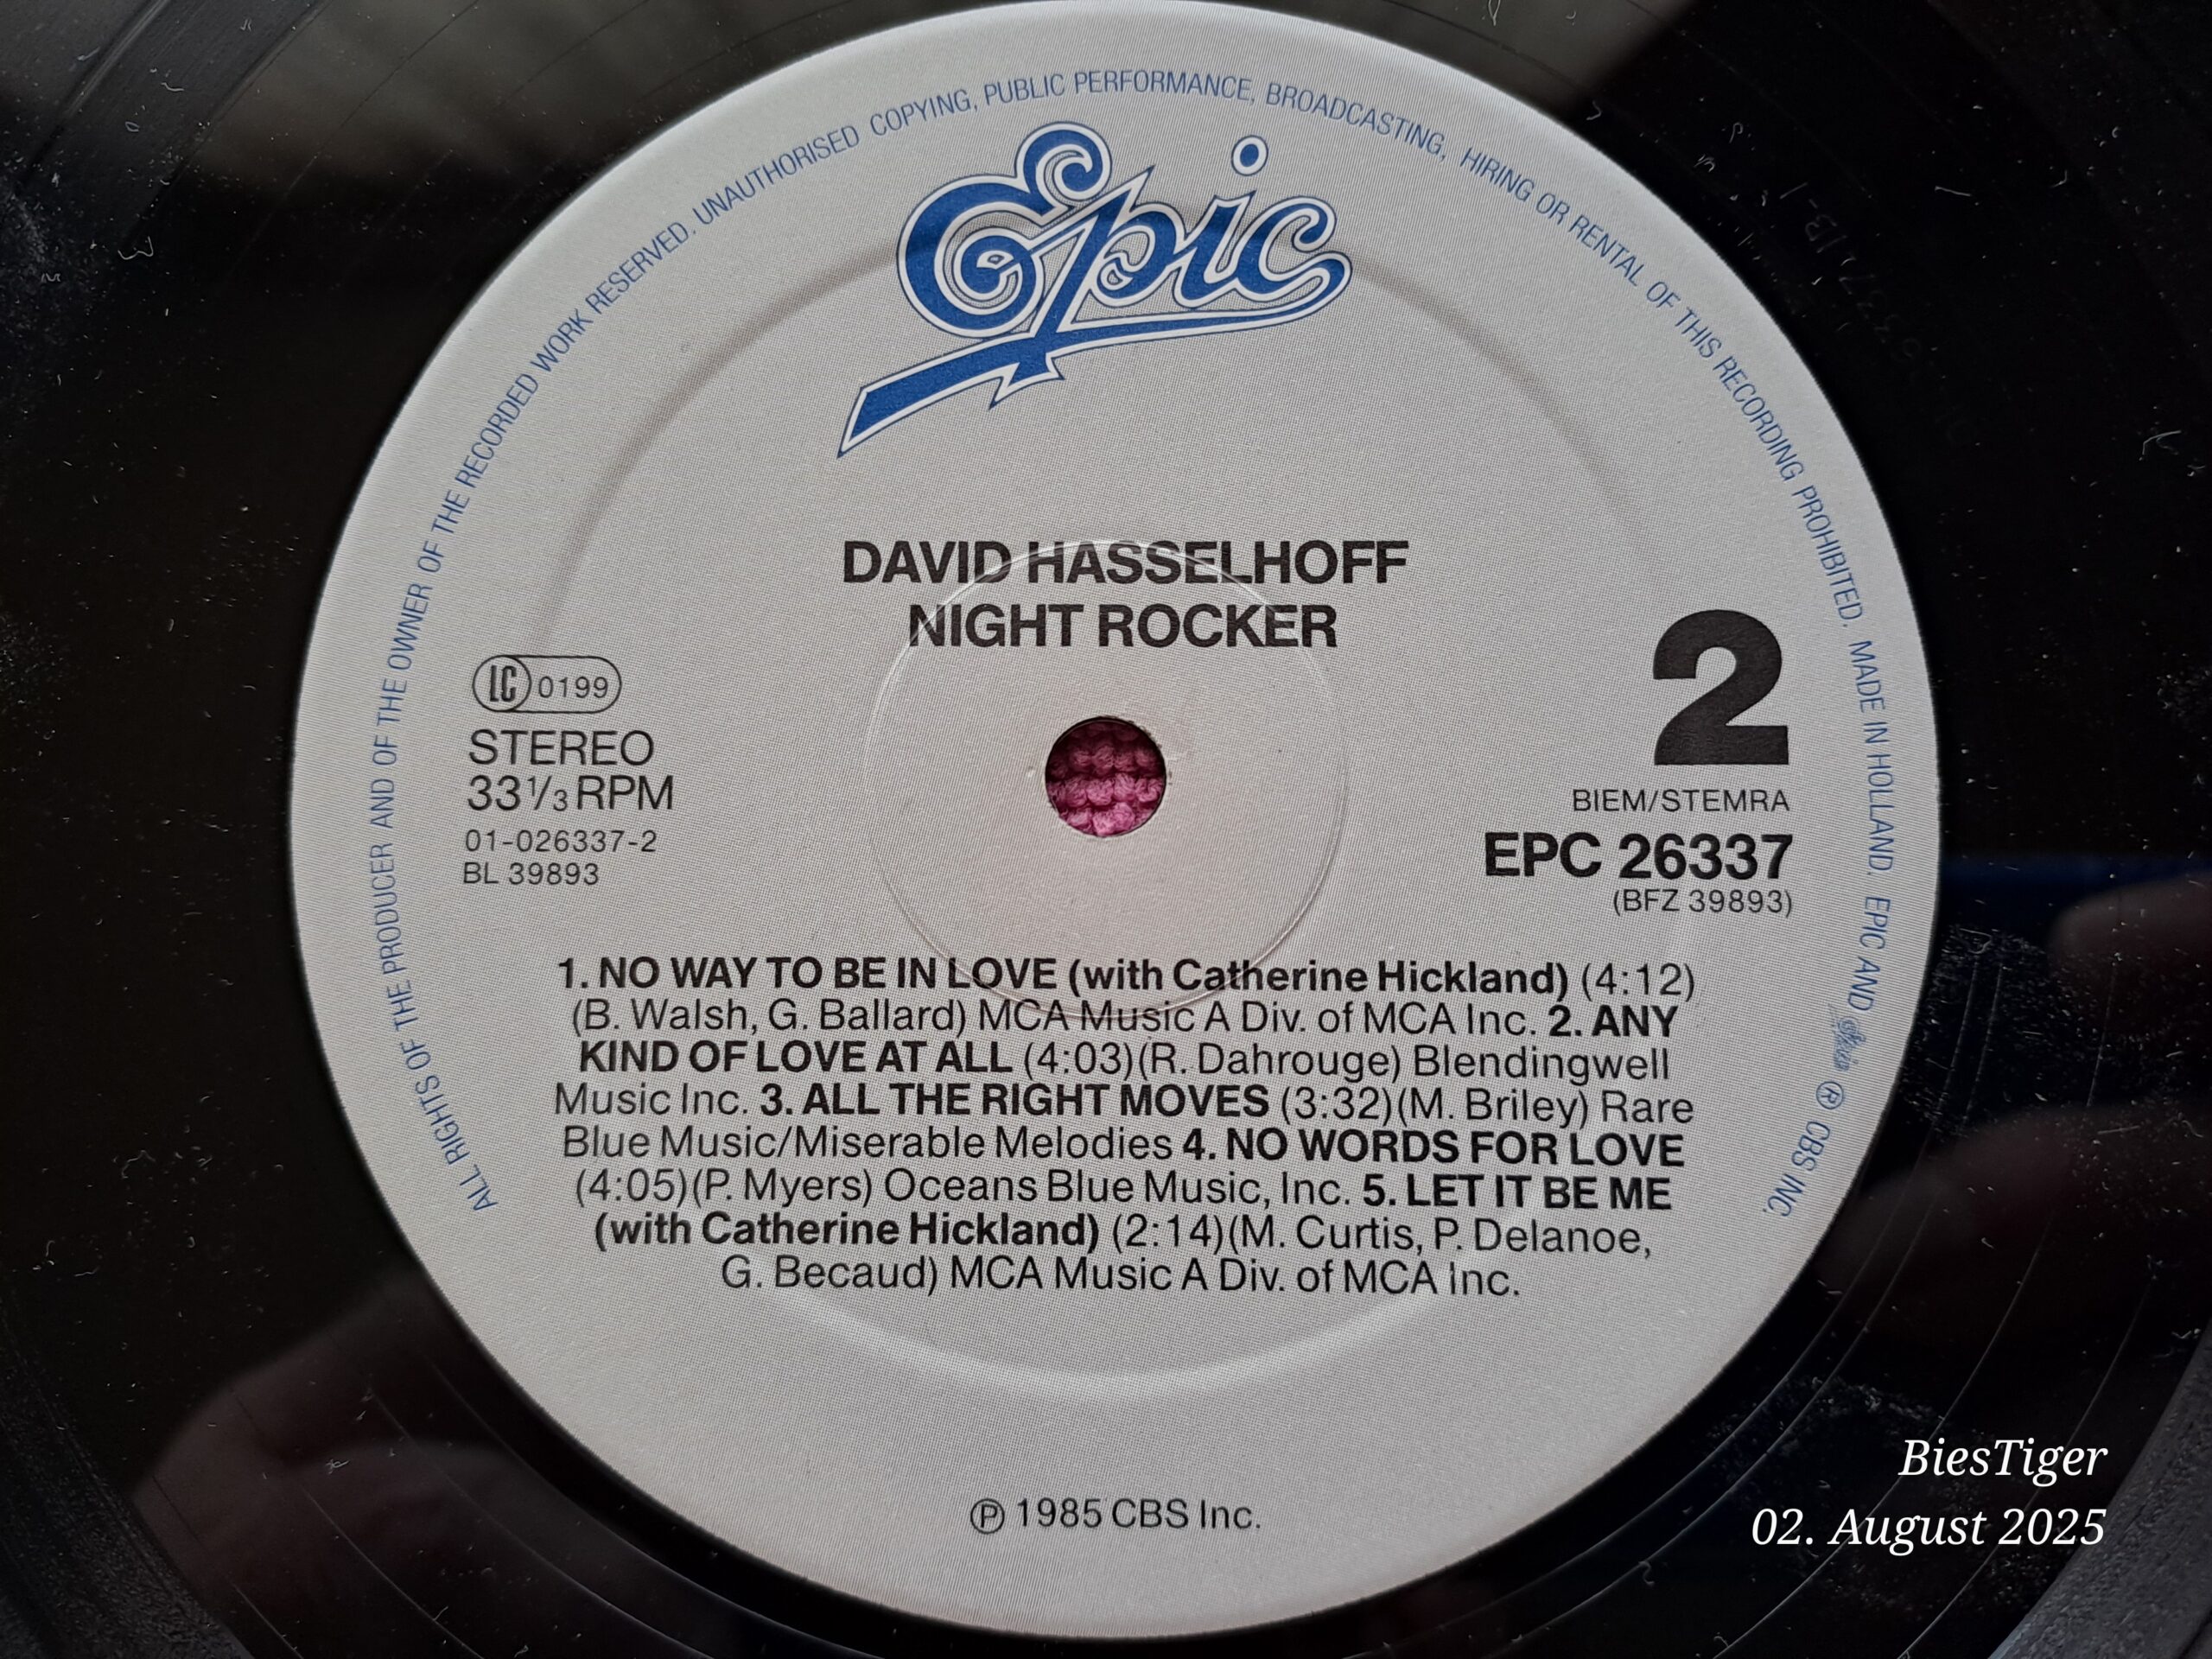 ALL RIGHTS OF THE PRODUCER AND OF THE OWNER OF THE RECORDED WORK RESERVED. UNAUTHORISED COPYING, PUBLIC PERFORMANCE, BROADCASTING, HIRING OR RENTAL OF THIS RECORDING PROHIBITED. MADE IN HOLLAND. EPIC AND Epic ® CBS INC.
Epic
DAVID HASSELHOFF
NIGHT ROCKER
LC 0199
STEREO
33 1/3 RPM
01-026337-2
BL 39893
2
BIEM/STEMRA
EPC 26337
(BFZ 39893)
1. NO WAY TO BE IN LOVE (with Catherine Hickland) (4:12)
(B. Walsh, G. Ballard) MCA Music A Div. of MCA Inc. 2. ANY
KIND OF LOVE AT ALL (4:03)(R. Dahrouge) Blendingwell
Music Inc. 3. ALL THE RIGHT MOVES (3:32)(M. Briley) Rare
Blue Music/Miserable Melodies 4. NO WORDS FOR LOVE
(4:05)(P. Myers) Oceans Blue Music, Inc. 5. LET IT BE ME
(with Catherine Hickland) (2:14)(M. Curtis, P. Delanoe,
G. Becaud) MCA Music A Div. of MCA Inc.
℗ 1985 CBS Inc.
BiesTiger
02. August 2025